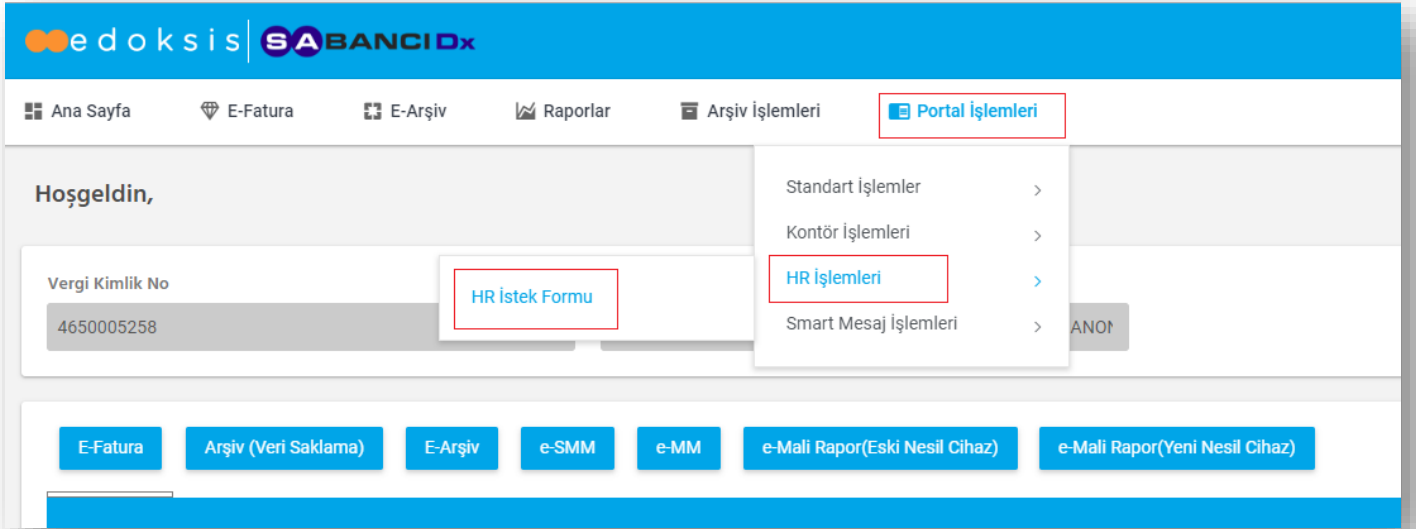 edoksis SABANCI Dx
Ana Sayfa E-Fatura E-Arşiv Raporlar Arşiv İşlemleri Portal İşlemleri
Hoşgeldin,
Standart İşlemler
Kontör İşlemleri
Vergi Kimlik No
HR İşlemleri
HR İstek Formu
4650005258
Smart Mesaj İşlemleri
ANON
E-Fatura Arşiv (Veri Saklama) E-Arşiv e-SMM e-MM e-Mali Rapor(Eski Nesil Cihaz) e-Mali Rapor(Yeni Nesil Cihaz)